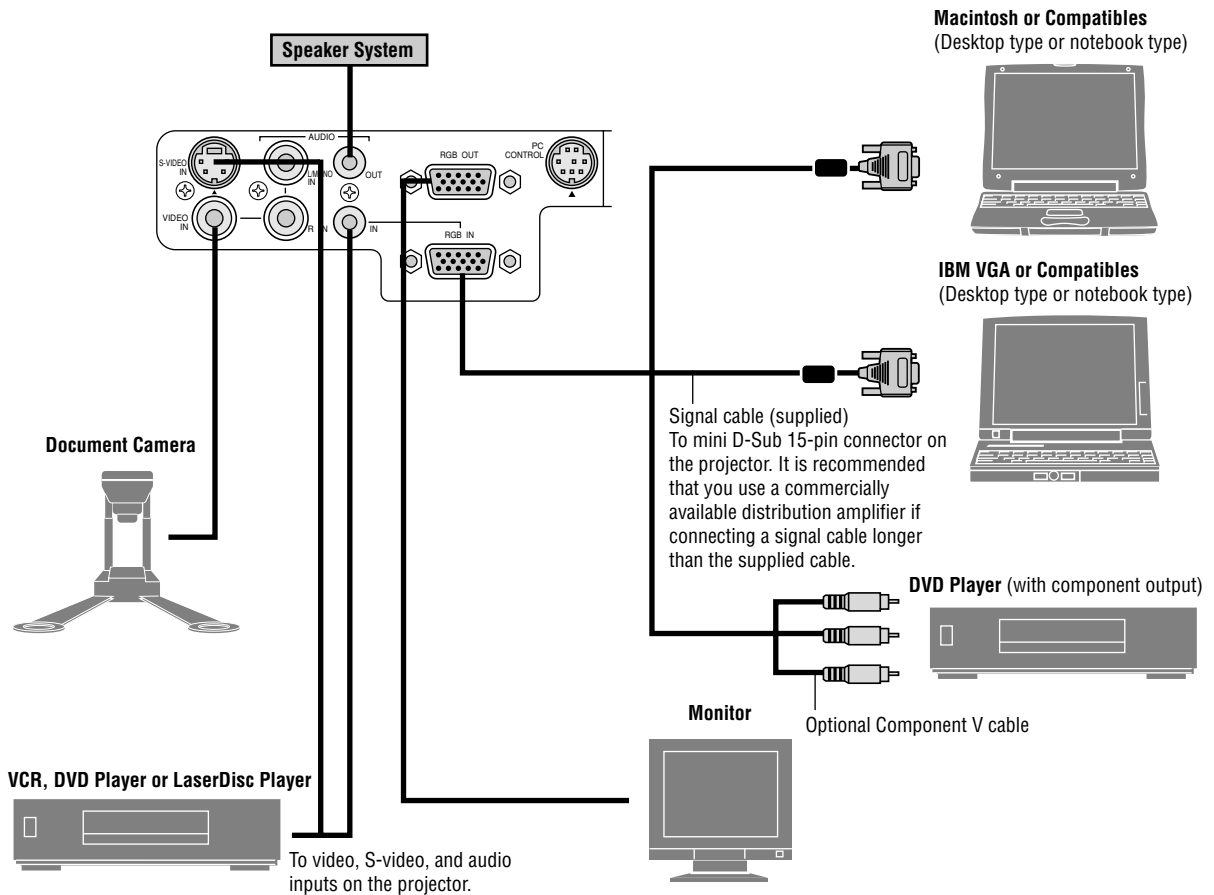 Macintosh or Compatibles
(Desktop type or notebook type)
Speaker System
AUDIO
S-VIDEO
IN
L/MONO
IN
OUT
RGB OUT
PC
CONTROL
VIDEO
IN
R IN
IN
RGB IN
IBM VGA or Compatibles
(Desktop type or notebook type)
Signal cable (supplied)
To mini D-Sub 15-pin connector on
the projector. It is recommended
that you use a commercially
available distribution amplifier if
connecting a signal cable longer
than the supplied cable.
Document Camera
DVD Player (with component output)
Optional Component V cable
Monitor
VCR, DVD Player or LaserDisc Player
To video, S-video, and audio
inputs on the projector.